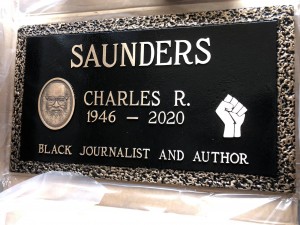 SAUNDERS
CHARLES R.
1946 – 2020
BLACK JOURNALIST AND AUTHOR